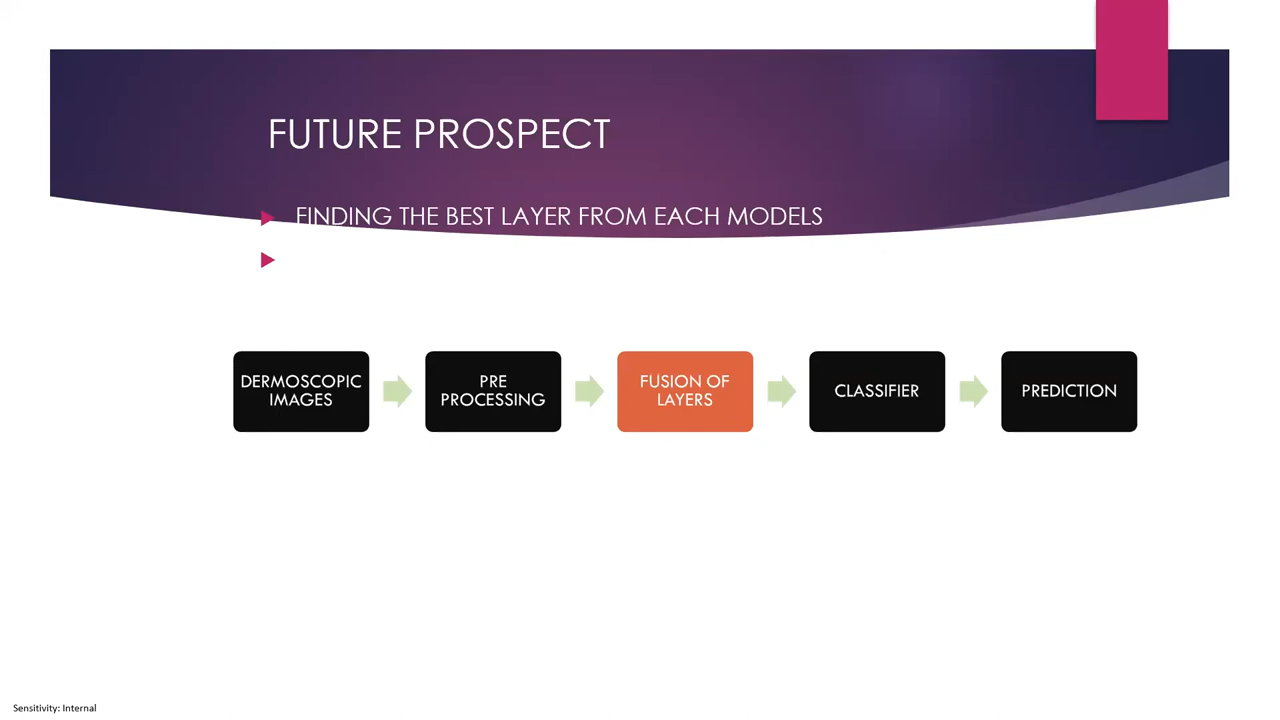 FUTURE PROSPECT
FINDING THE BEST LAYER FROM EACH MODELS
DERMOSCOPIC
IMAGES
PRE
PROCESSING
FUSION OF
LAYERS
CLASSIFIER
PREDICTION
Sensitivity: Internal